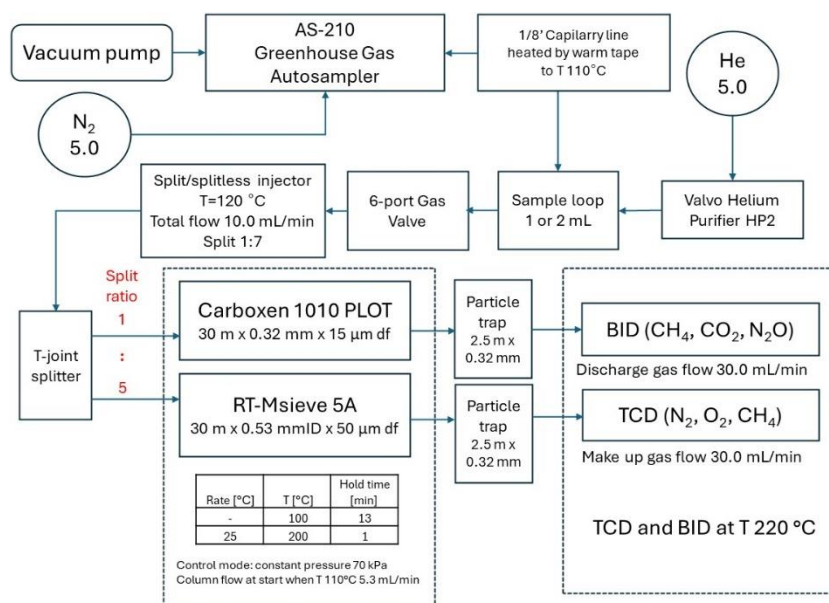 Vacuum pump
AS-210
Greenhouse Gas
Autosampler
1/8' Capilarry line
heated by warm tape
to T 110°C
He
5.0
N₂
5.0
Split/splitless injector
T=120 °C
Total flow 10.0 mL/min
Split 1:7
6-port Gas
Valve
Sample loop
1 or 2 mL
Valvo Helium
Purifier HP2
Split
ratio
1
:
5
T-joint
splitter
Carboxen 1010 PLOT
30 m x 0.32 mm x 15 µm df
RT-Msieve 5A
30 m x 0.53 mmID x 50 µm df
Particle
trap
2.5 m x
0.32 mm
Particle
trap
2.5 m x
0.32 mm
BID (CH₄, CO₂, N₂O)
Discharge gas flow 30.0 mL/min
TCD (N₂, O₂, CH₄)
Make up gas flow 30.0 mL/min
TCD and BID at T 220 °C
Rate [°C] T [°C] Hold time [min]
- 100 13
25 200 1
Control mode: constant pressure 70 kPa
Column flow at start when T 110°C 5.3 mL/min